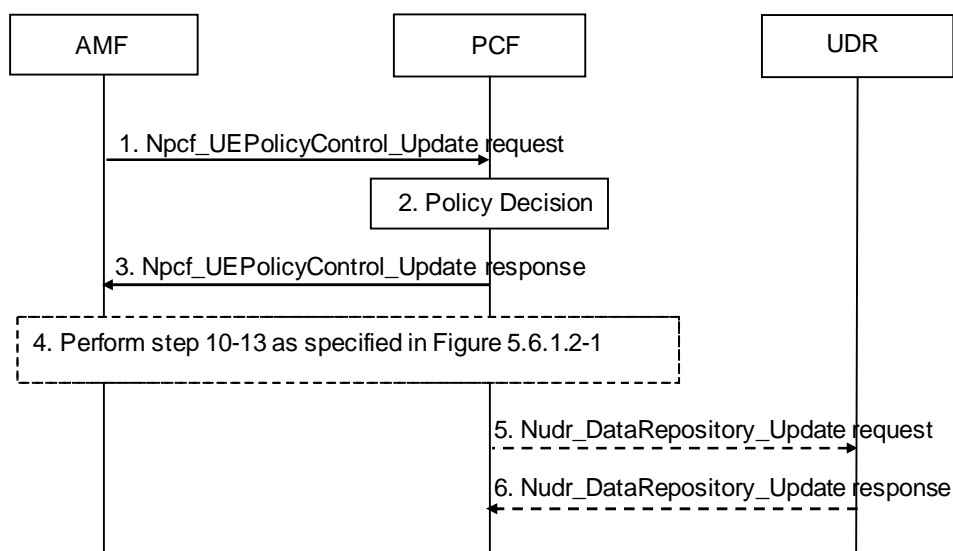 AMF
PCF
UDR
1. Npcf_UEPolicyControl_Update request
2. Policy Decision
3. Npcf_UEPolicyControl_Update response
4. Perform step 10-13 as specified in Figure 5.6.1.2-1
5. Nudr_DataRepository_Update request
6. Nudr_DataRepository_Update response